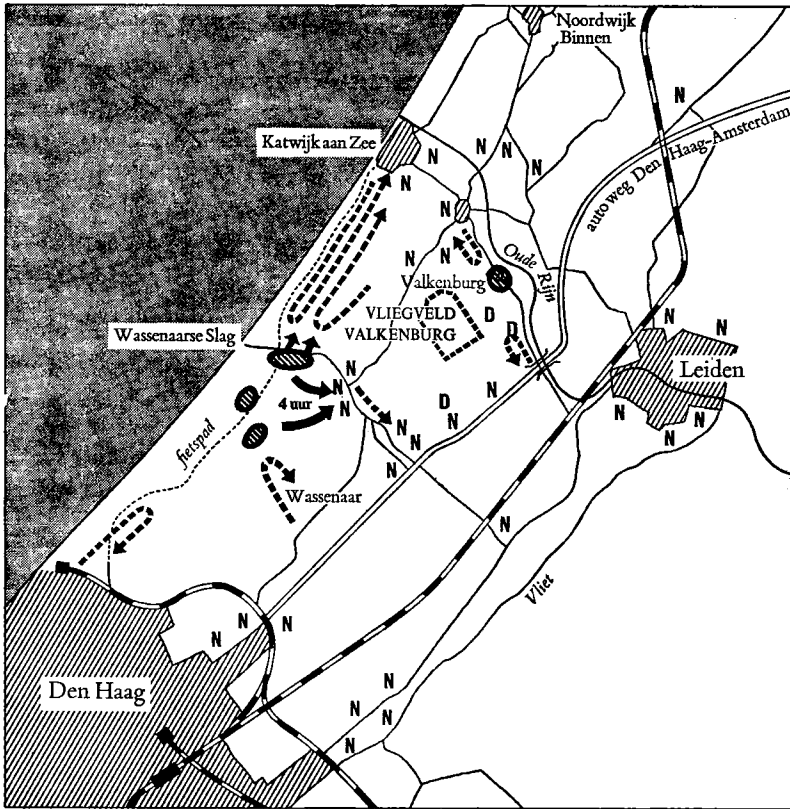 Noordwijk
Binnen
N
N
N
N
N
auto weg Den Haag-Amsterdam
Katwijk aan Zee
N
N
N
N
N
N
N
Oude Rijn
Valkenburg
VLIEGVELD
VALKENBURG
D
D
Wassenaarse Slag
N
N
Leiden
4 uur
N
N
N
D
N
N
N
N
N
N
N
N
fietspad
Wassenaar
N
N
Vliet
N
N
N
Den Haag
N
N
N
N